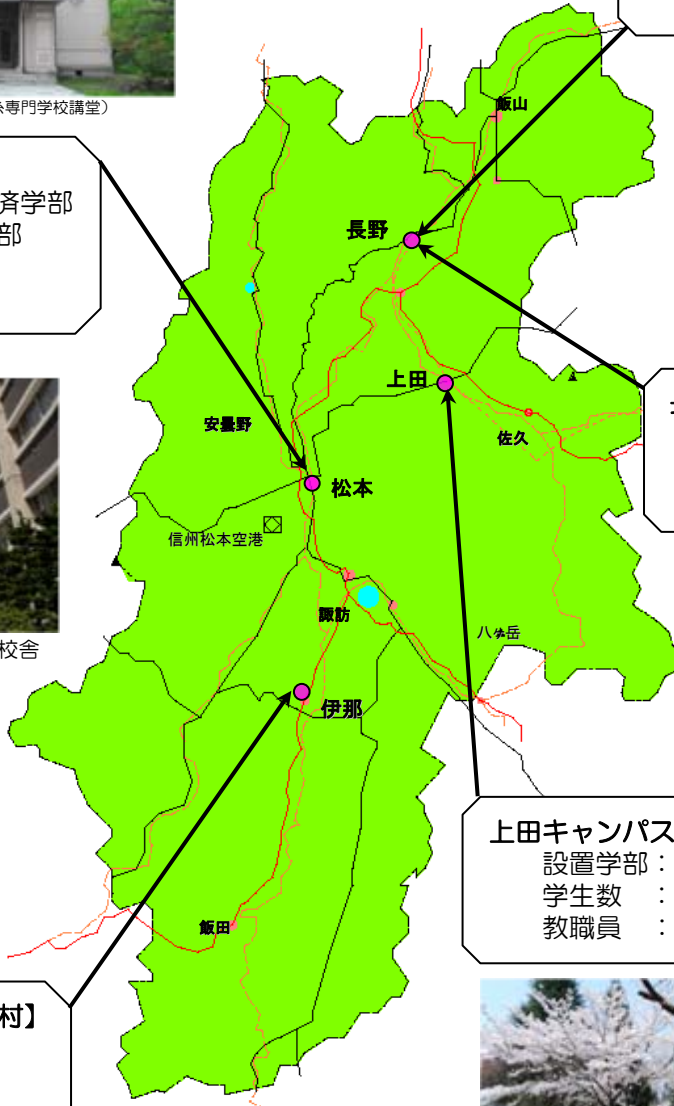 専門学校講堂）
済学部
部
校舎
飯山
長野
上田
安曇野
佐久
松本
信州松本空港
諏訪
八ヶ岳
伊那
飯田
上田キャンパス
設置学部：
学生数　：
教職員　：
村】